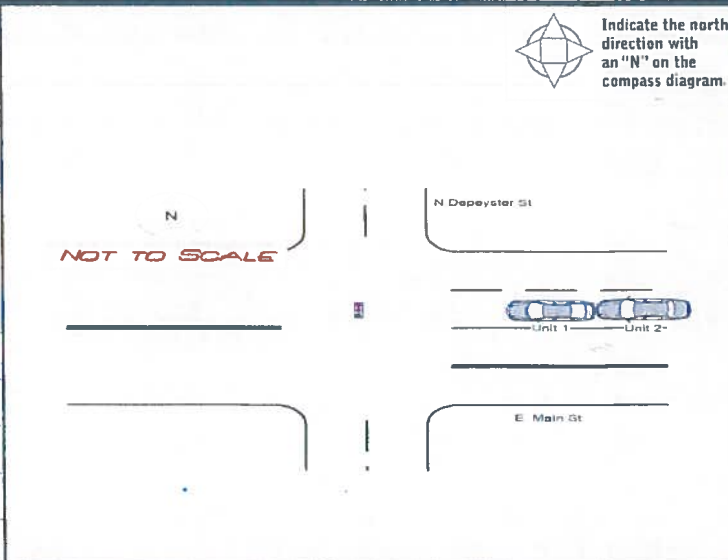 Indicate the north
direction with
an "N" on the
compass diagram.
N Depeyster St
N
NOT TO SCALE
Unit 1
Unit 2
E Main St